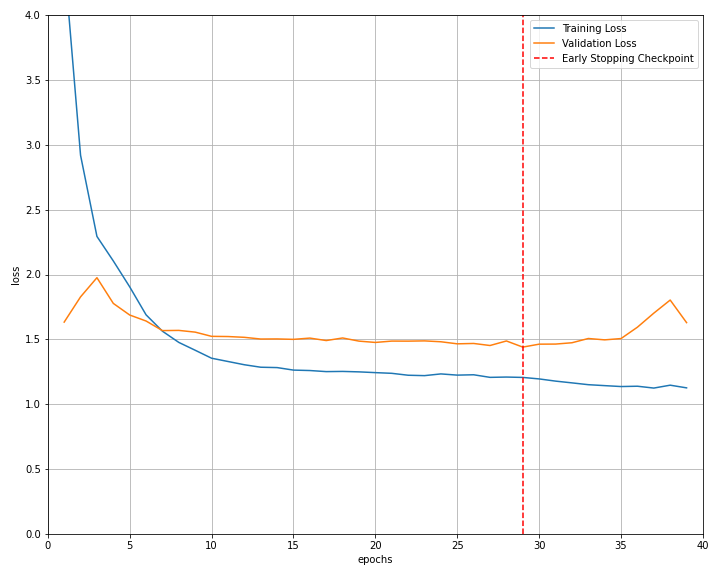 4.0
3.5
3.0
2.5
2.0
1.5
1.0
0.5
0.0
loss
0 5 10 15 20 25 30 35 40
epochs
Training Loss
Validation Loss
Early Stopping Checkpoint